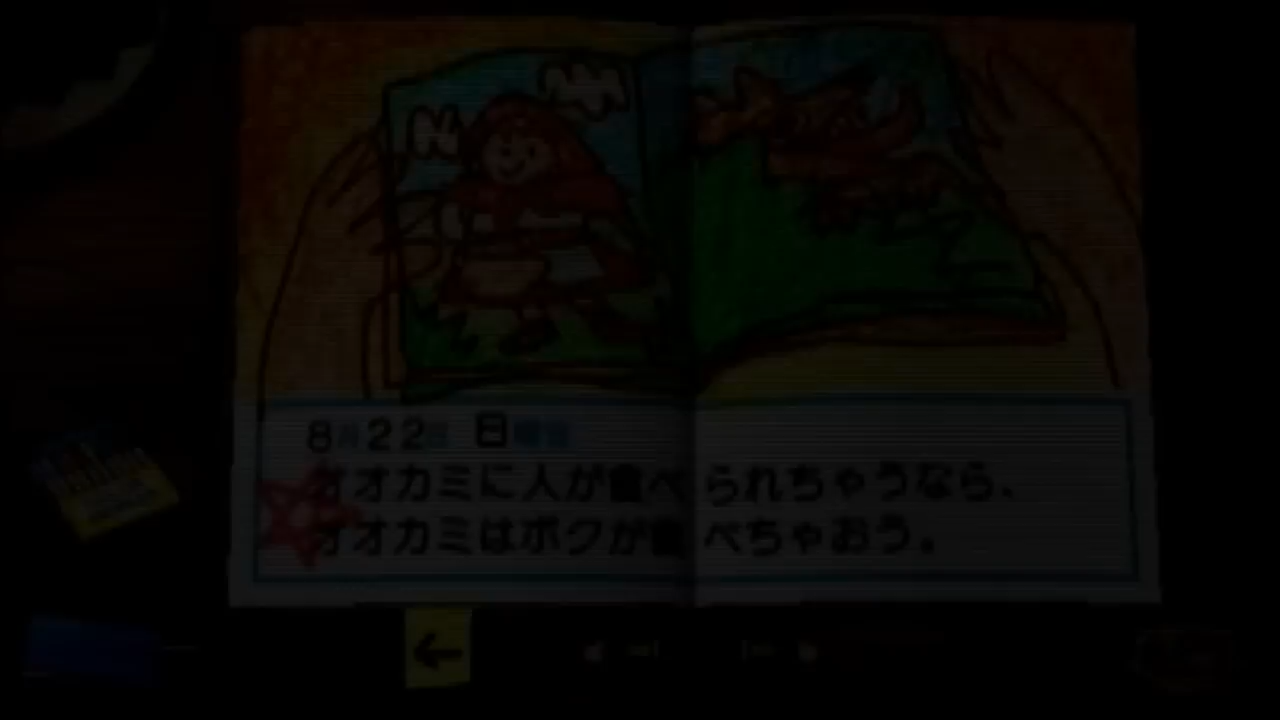 8月22日 日曜日
オオカミに人が食べられちゃうなら、
オオカミはボクが食べちゃおう。